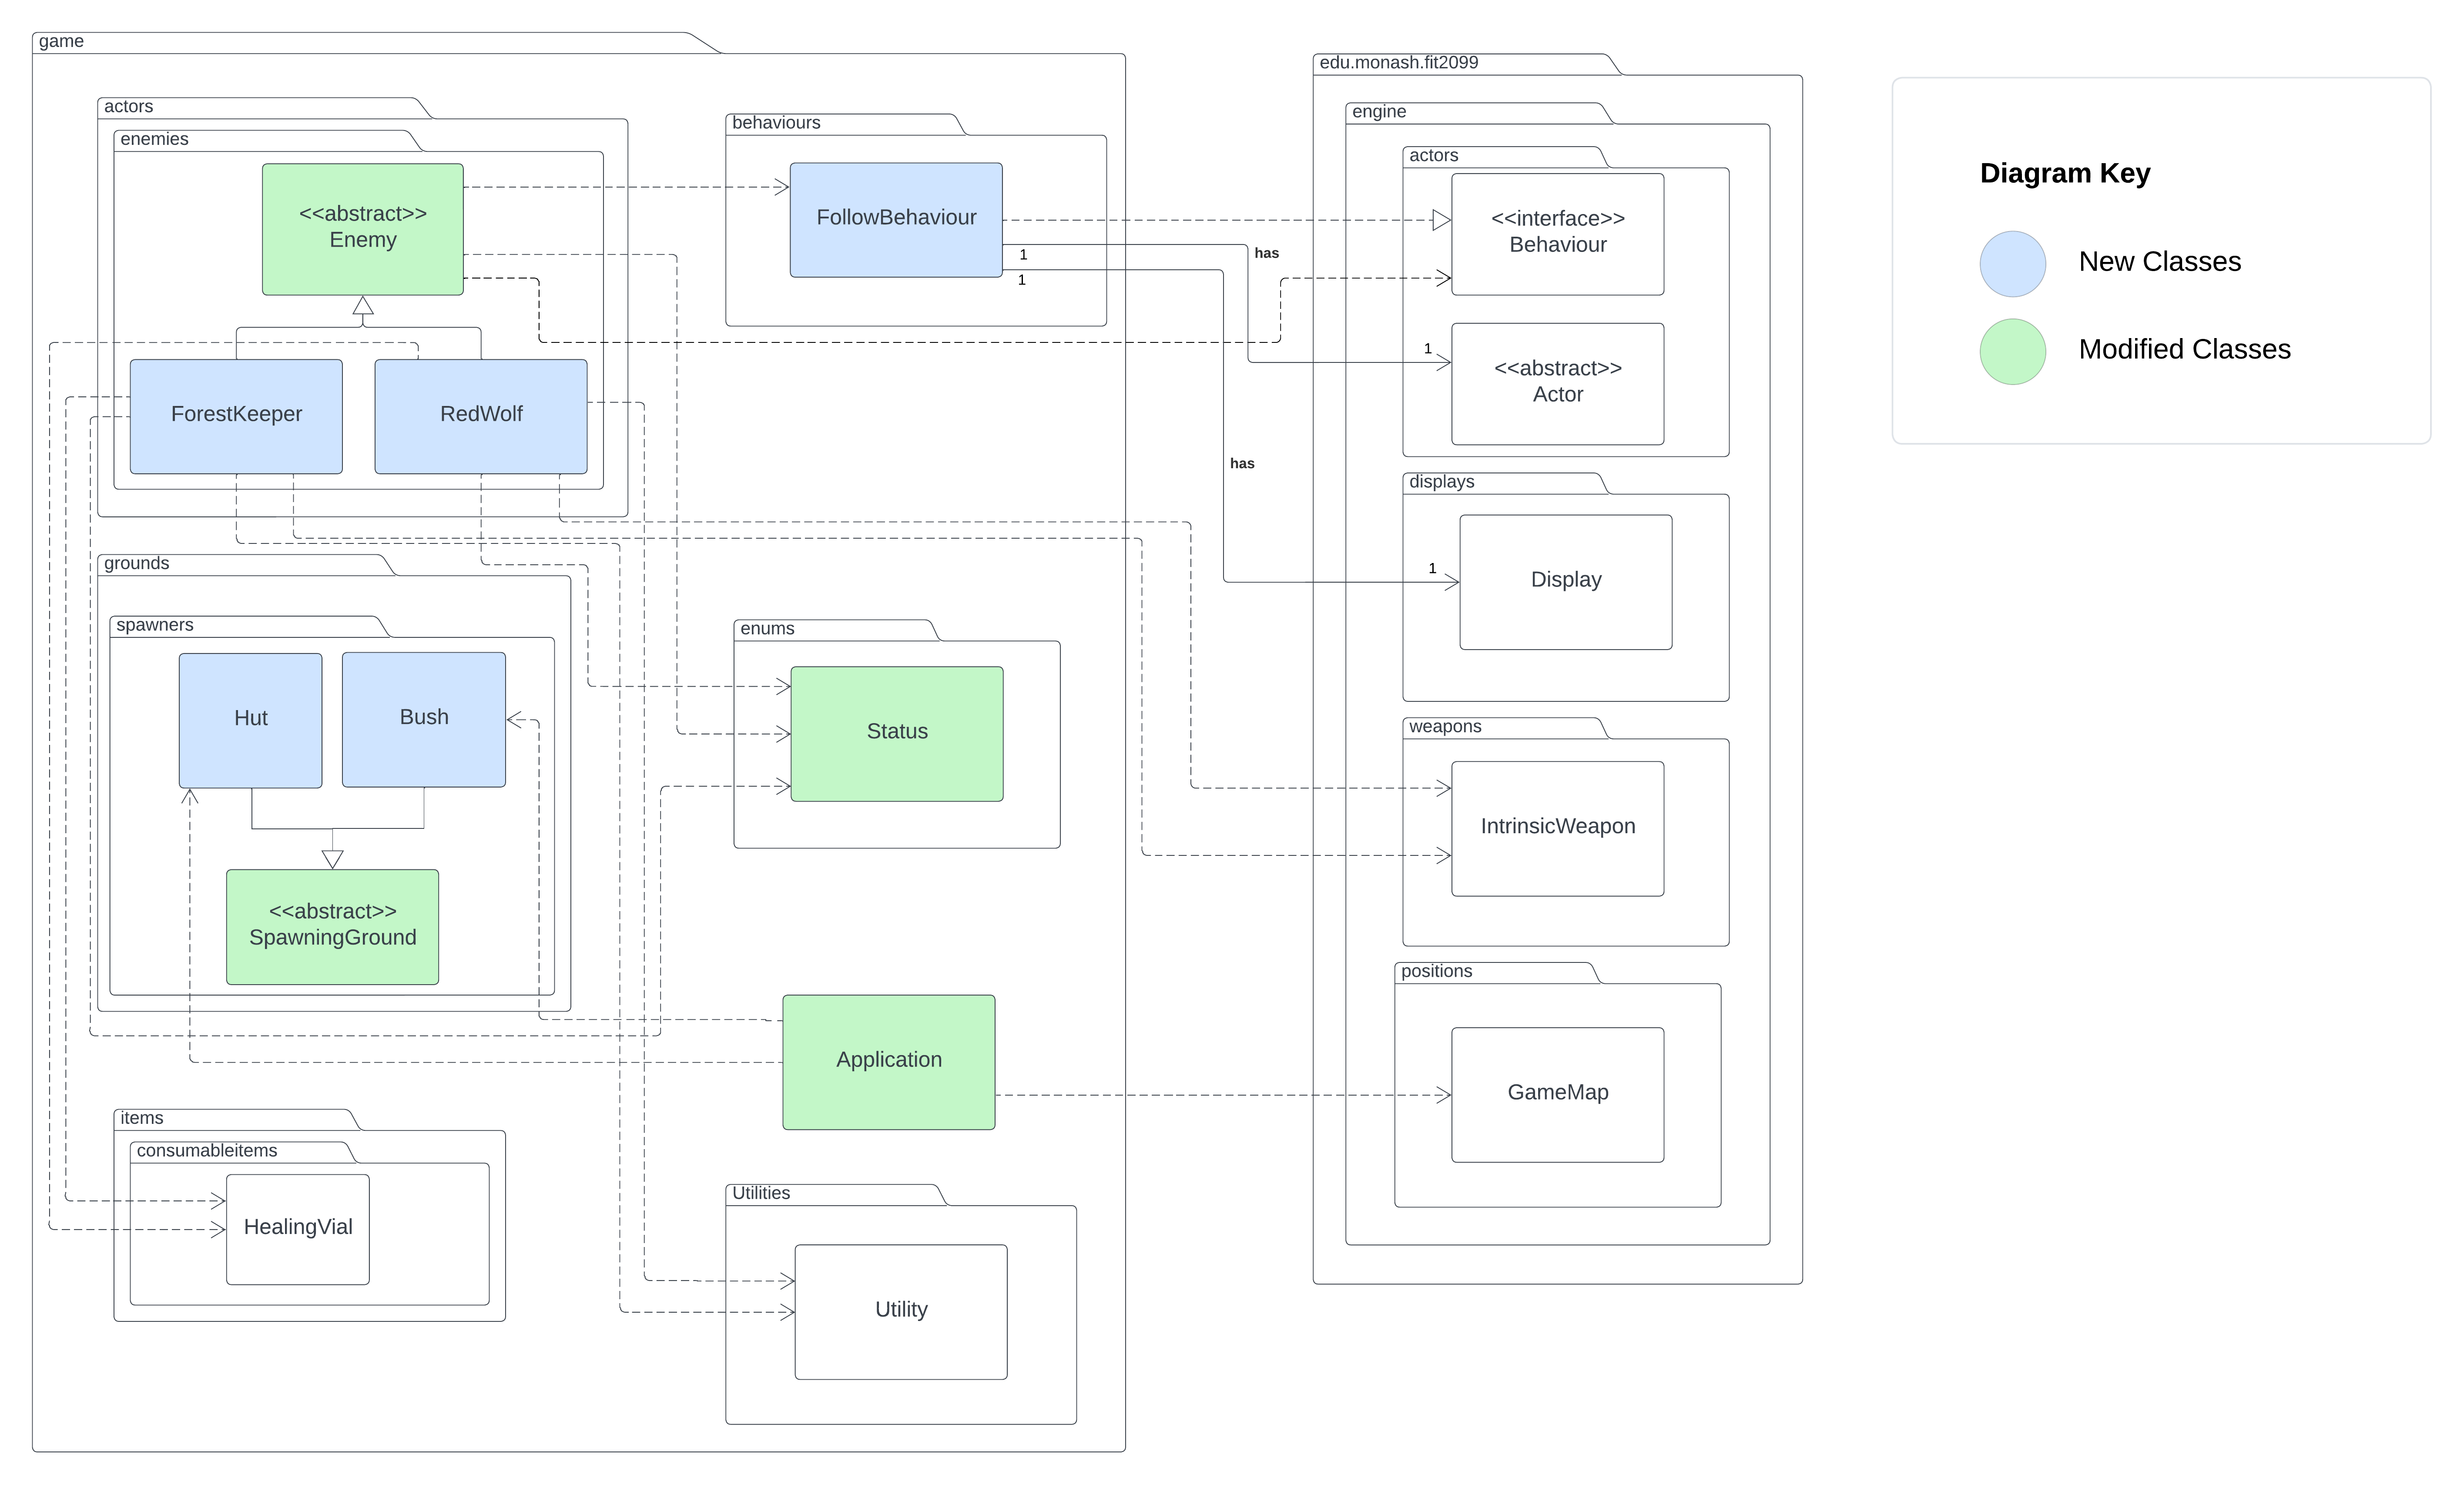 game
actors
enemies
<<abstract>>
Enemy
ForestKeeper
RedWolf
behaviours
FollowBehaviour
1
1
has
has
1
1
grounds
spawners
Hut
Bush
<<abstract>>
SpawningGround
enums
Status
Application
items
consumableitems
HealingVial
Utilities
Utility
edu.monash.fit2099
engine
actors
<<interface>>
Behaviour
<<abstract>>
Actor
displays
Display
weapons
IntrinsicWeapon
positions
GameMap
Diagram Key
New Classes
Modified Classes